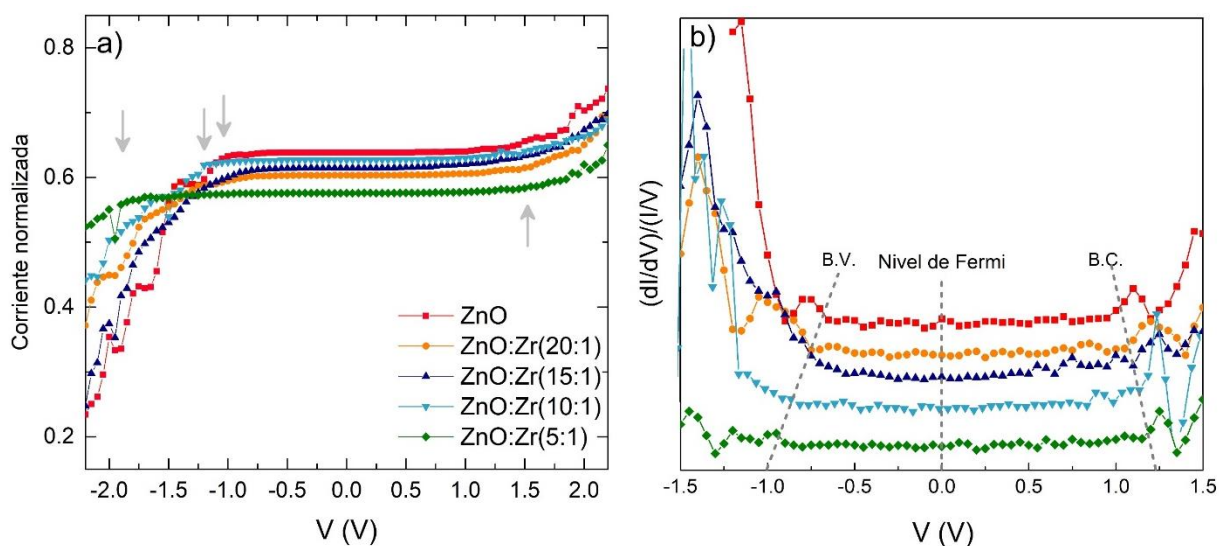 a)
Corriente normalizada
0.8
0.6
0.4
0.2
ZnO
ZnO:Zr(20:1)
ZnO:Zr(15:1)
ZnO:Zr(10:1)
ZnO:Zr(5:1)
-2.0 -1.5 -1.0 -0.5 0.0 0.5 1.0 1.5 2.0
V (V)
b)
(dI/dV)/(I/V)
B.V. Nivel de Fermi B.C.
-1.5 -1.0 -0.5 0.0 0.5 1.0 1.5
V (V)